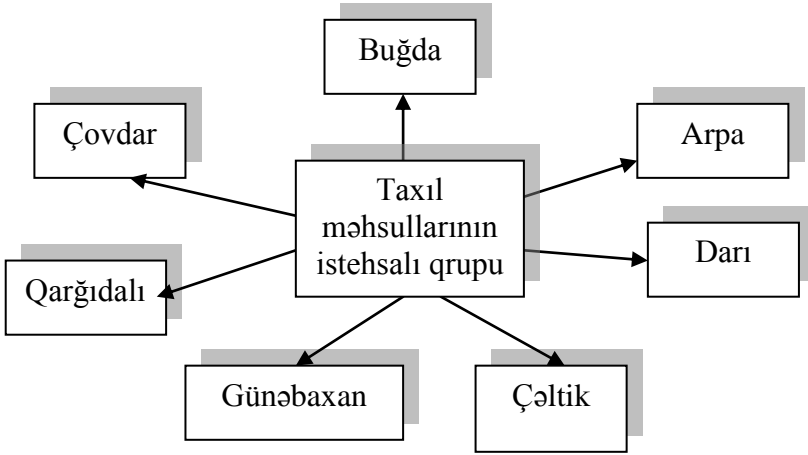 Buğda
Çovdar
Arpa
Taxıl
məhsullarının
istehsalı qrupu
Darı
Qarğıdalı
Günəbaxan
Çəltik